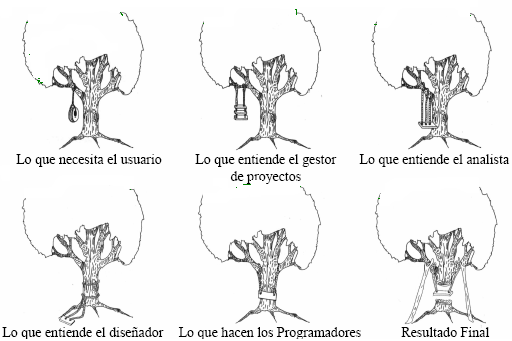 Lo que necesita el usuario
Lo que entiende el gestor
de proyectos
Lo que entiende el analista
Lo que entiende el diseñador
Lo que hacen los Programadores
Resultado Final